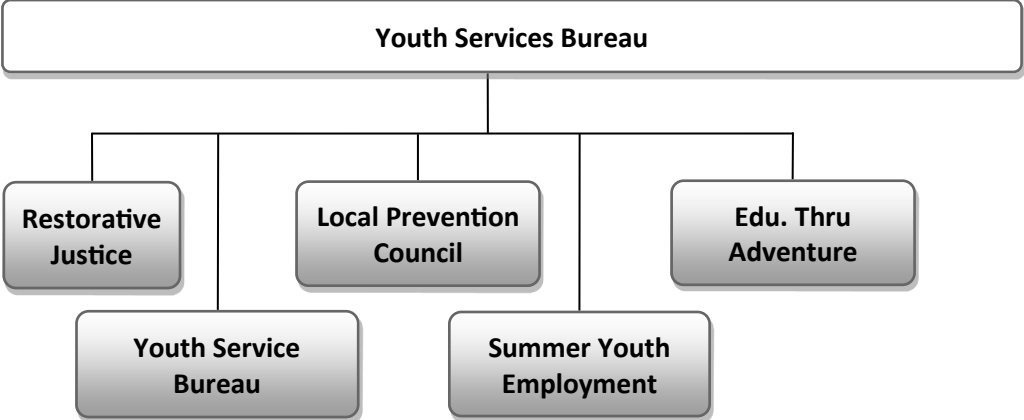 Youth Services Bureau
Restorative
Justice
Local Prevention
Council
Edu. Thru
Adventure
Youth Service
Bureau
Summer Youth
Employment